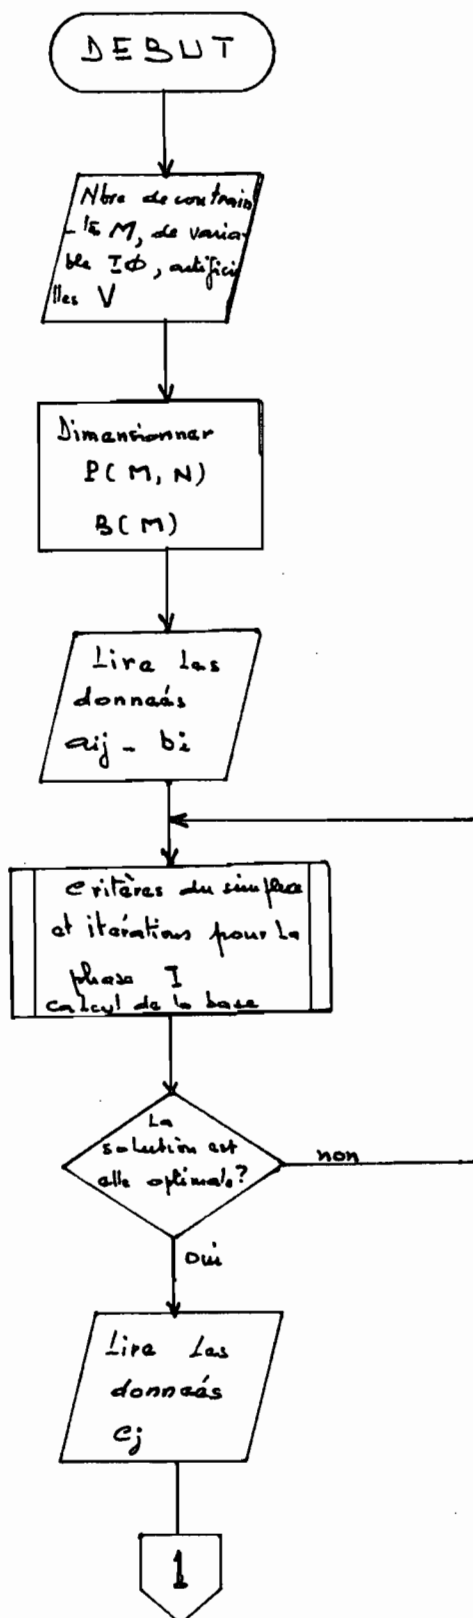 DEBUT
Nbre de contrain
- te M, de varia-
ble IΦ, artifici
lles V
Dimensionner
P(M, N)
B(M)
Lire Les
données
aij - bi
Critères du simplexe
et itérations pour La
phase I
calcul de la base
La
solution est
elle optimale?
non
oui
Lire Les
données
Cj
1